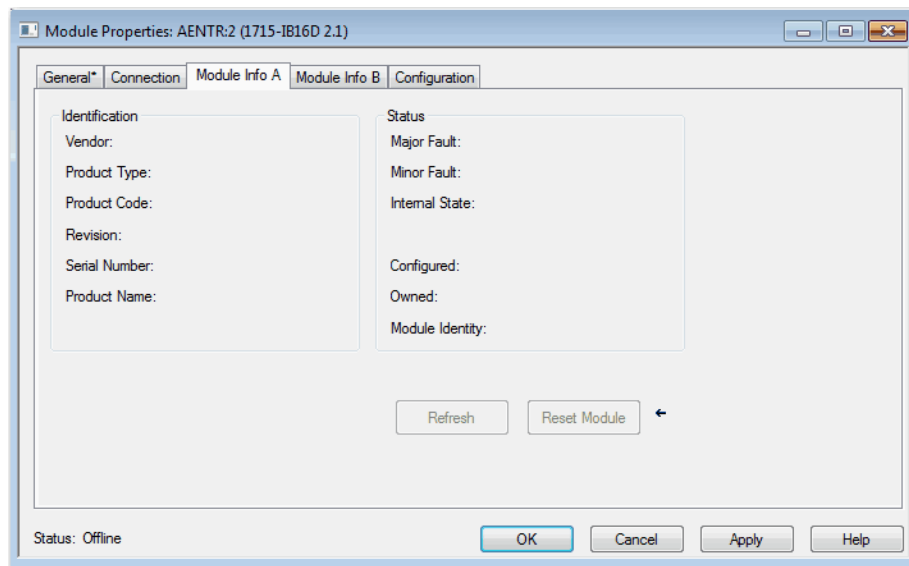 Module Properties: AENTR:2 (1715-IB16D 2.1)
General* Connection Module Info A Module Info B Configuration
Identification
Vendor:
Product Type:
Product Code:
Revision:
Serial Number:
Product Name:
Status
Major Fault:
Minor Fault:
Internal State:
Configured:
Owned:
Module Identity:
Refresh Reset Module
Status: Offline
OK Cancel Apply Help